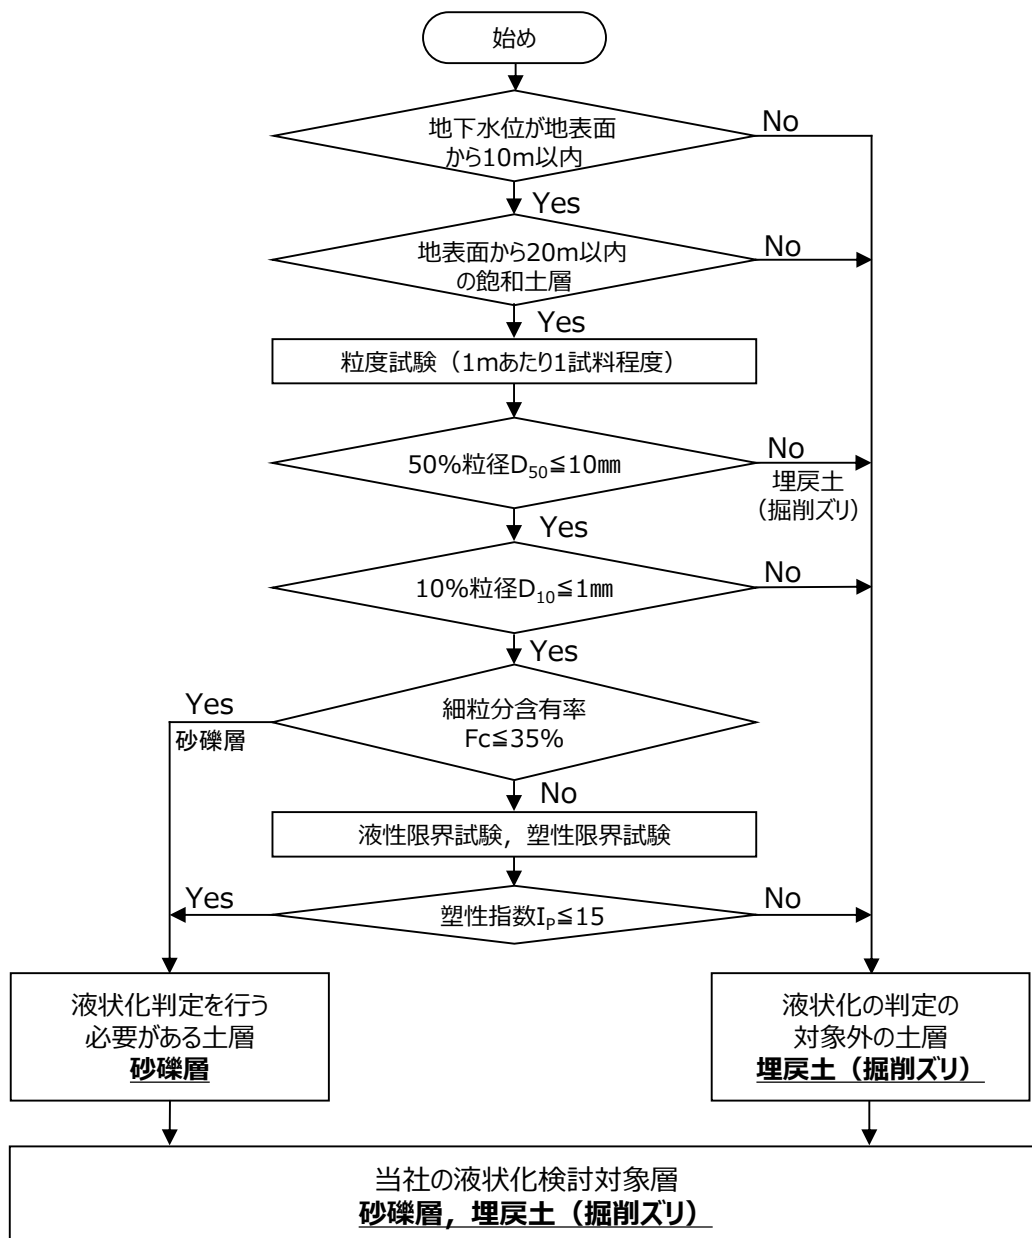 始め
地下水位が地表面
から10m以内
No
Yes
地表面から20m以内
の飽和土層
No
Yes
粒度試験（1mあたり1試料程度）
50%粒径D50≦10㎜
No
埋戻土
（掘削ズリ）
Yes
10%粒径D10≦1㎜
No
Yes
細粒分含有率
Fc≦35%
Yes
砂礫層
No
液性限界試験，塑性限界試験
塑性指数IP≦15
Yes
No
液状化判定を行う
必要がある土層
砂礫層
液状化の判定の
対象外の土層
埋戻土（掘削ズリ）
当社の液状化検討対象層
砂礫層，埋戻土（掘削ズリ）